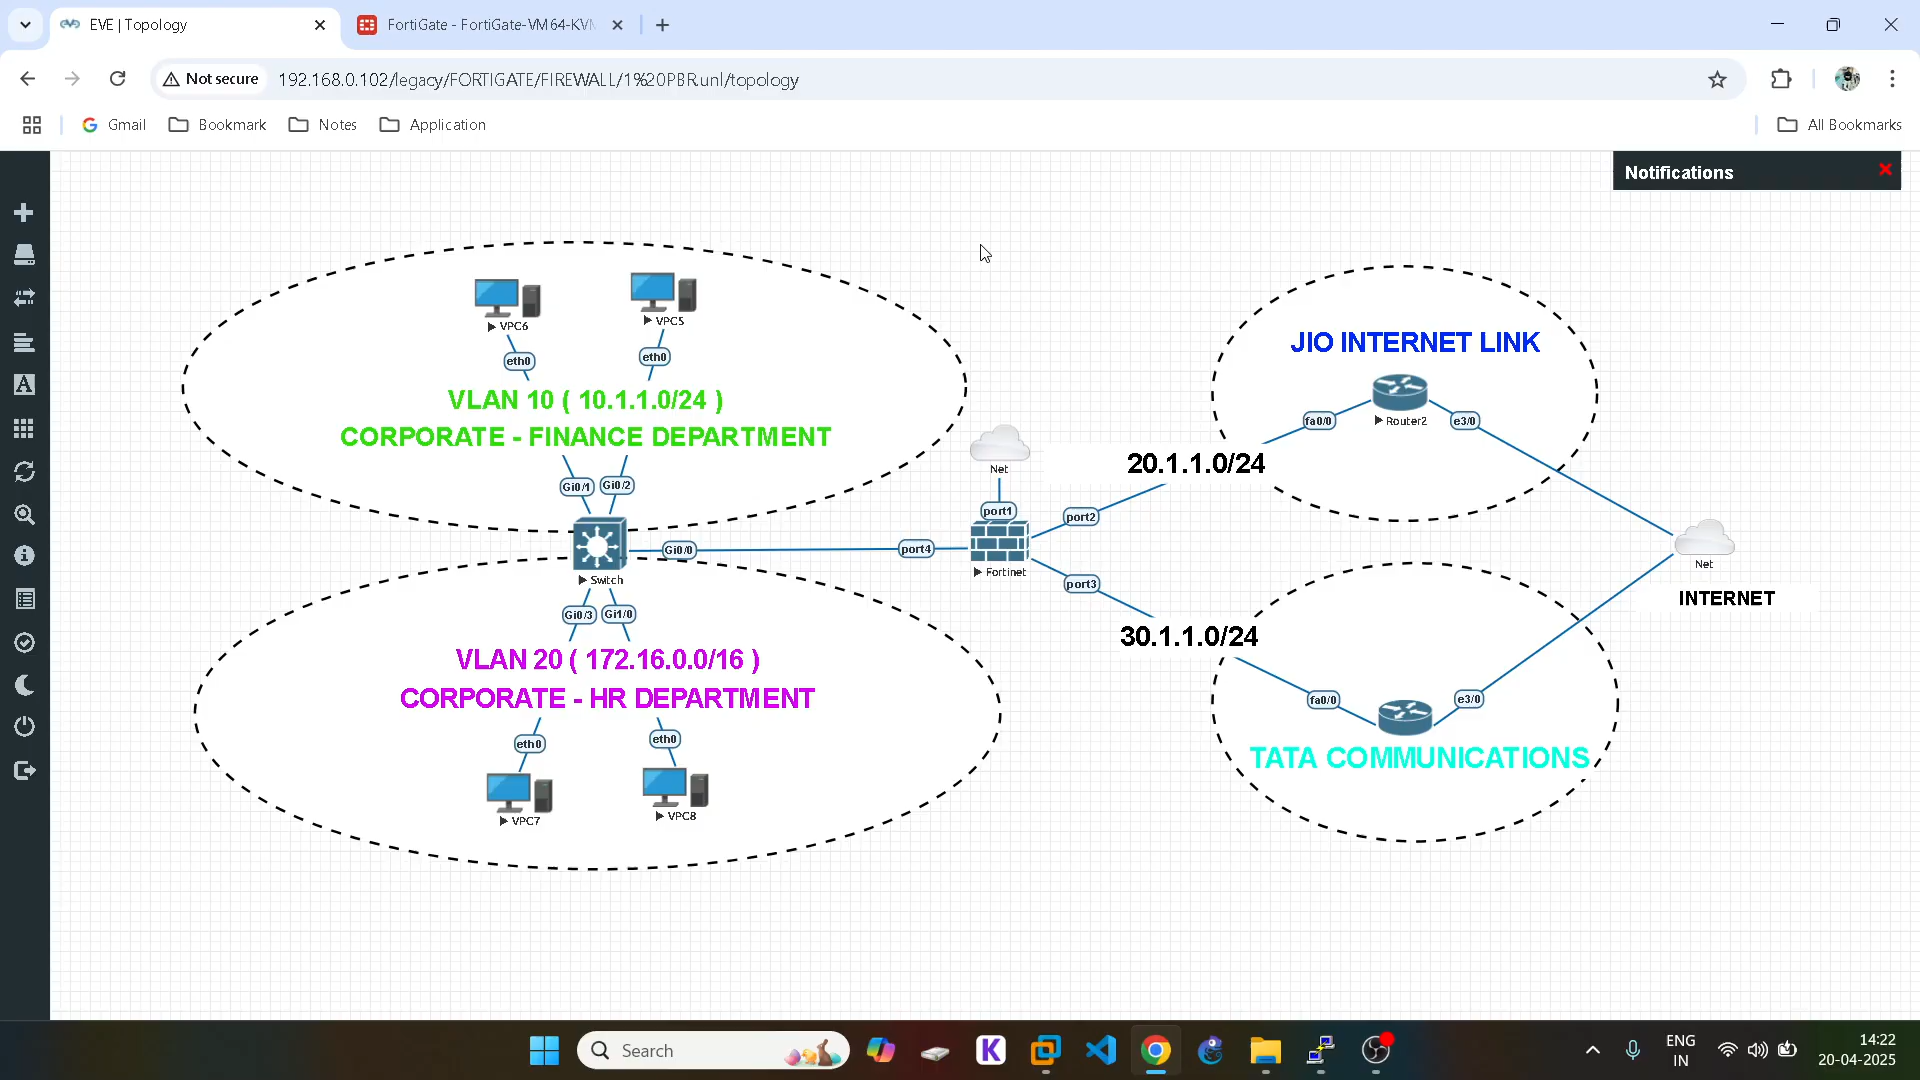 EVE | Topology
FortiGate - FortiGate-VM64-KVM
Not secure
192.168.0.102/legacy/FORTIGATE/FIREWALL/1%20PBR.unl/topology
Gmail
Bookmark
Notes
Application
All Bookmarks
Notifications
VPC6
VPC5
eth0
eth0
JIO INTERNET LINK
VLAN 10 ( 10.1.1.0/24 )
CORPORATE - FINANCE DEPARTMENT
fa0/0
Router2
e3/0
Net
20.1.1.0/24
Gi0/1
Gi0/2
port1
port2
Gi0/0
port4
Fortinet
Switch
port3
Net
INTERNET
Gi0/3
Gi1/0
30.1.1.0/24
VLAN 20 ( 172.16.0.0/16 )
CORPORATE - HR DEPARTMENT
fa0/0
e3/0
eth0
eth0
TATA COMMUNICATIONS
VPC7
VPC8
Search
ENG
IN
14:22
20-04-2025